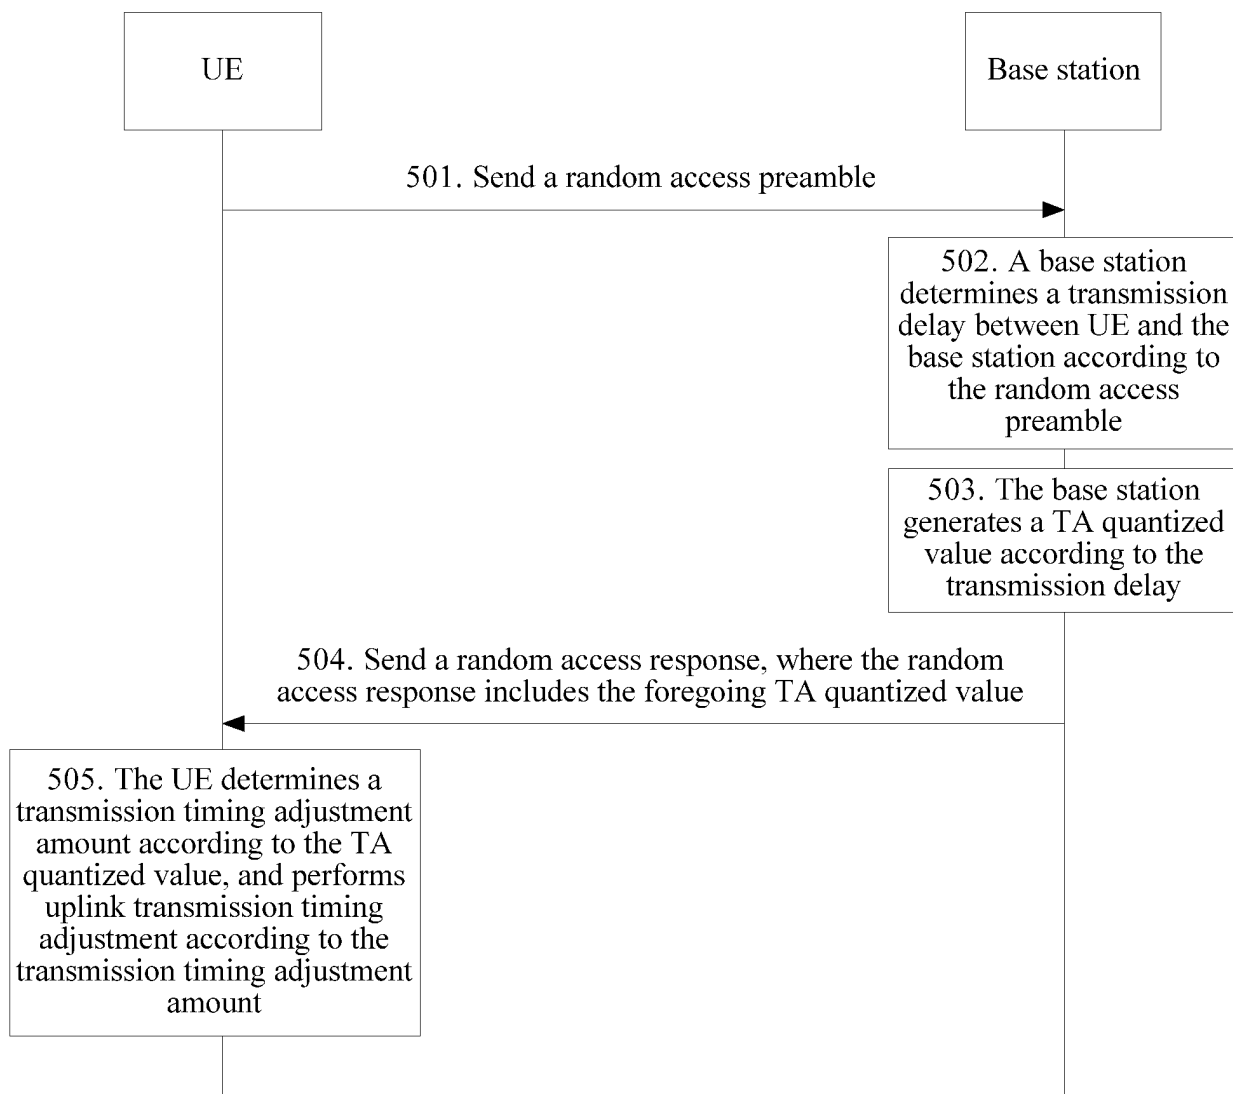 UE
Base station
501. Send a random access preamble
502. A base station
determines a transmission
delay between UE and the
base station according to
the random access
preamble
503. The base station
generates a TA quantized
value according to the
transmission delay
504. Send a random access response, where the random
access response includes the foregoing TA quantized value
505. The UE determines a
transmission timing adjustment
amount according to the TA
quantized value, and performs
uplink transmission timing
adjustment according to the
transmission timing adjustment
amount